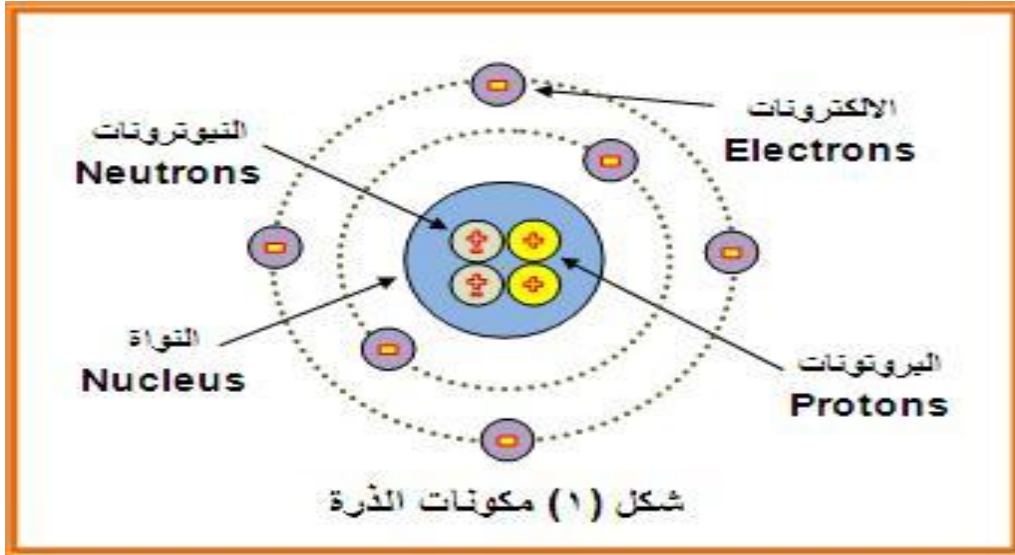 الالكترونات
Electrons
النيوترونات
Neutrons
النواة
Nucleus
البروتونات
Protons
شكل (١) مكونات الذرة